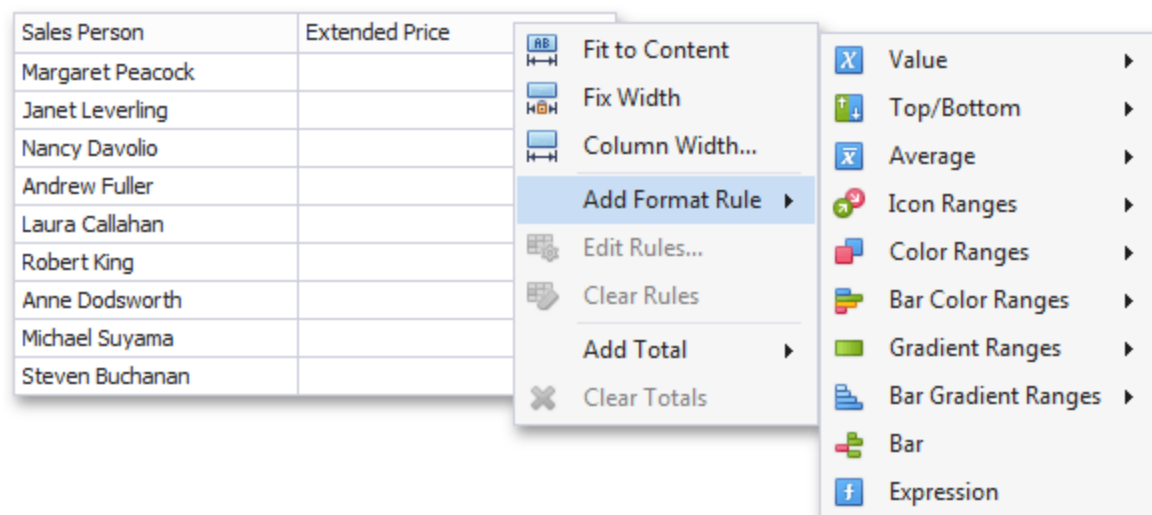 Sales Person Extended Price
Margaret Peacock
Janet Leverling
Nancy Davolio
Andrew Fuller
Laura Callahan
Robert King
Anne Dodsworth
Michael Suyama
Steven Buchanan
AB Fit to Content
Fix Width
Column Width...
Add Format Rule
Edit Rules...
Clear Rules
Add Total
Clear Totals
X Value
Top/Bottom
x Average
Icon Ranges
Color Ranges
Bar Color Ranges
Gradient Ranges
Bar Gradient Ranges
Bar
f Expression